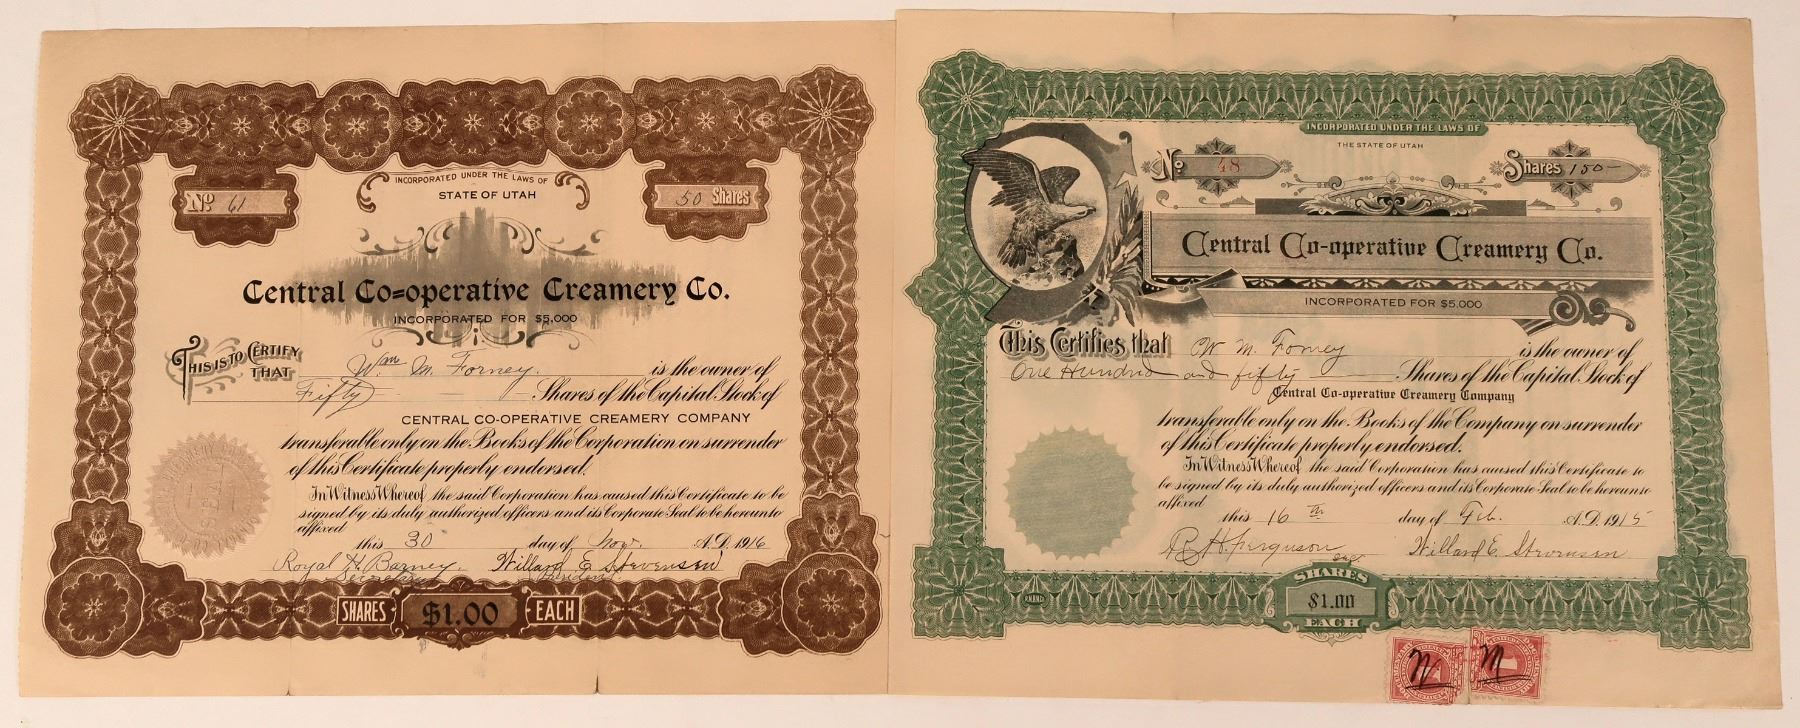 INCORPORATED UNDER THE LAWS OF
STATE OF UTAH
Nº 61
50 Shares
Central Co=operative Creamery Co.
INCORPORATED FOR $5,000
THIS IS TO CERTIFY
THAT Wm M. Forney. is the owner of
Fifty Shares of the Capital Stock of
CENTRAL CO-OPERATIVE CREAMERY COMPANY
transferable only on the Books of the Corporation on surrender
of this Certificate properly endorsed.
In Witness Whereof the said Corporation has caused this Certificate to be
signed by its duly authorized officers and its Corporate Seal to be hereunto
affixed
this 30 day of Nov. A.D. 1916
Royal H. Barney. Willard E. Stevensen
Secretary President
SEAL
SHARES $1.00 EACH
INCORPORATED UNDER THE LAWS OF
THE STATE OF UTAH
Nº 48
Shares 150-
Central Co-operative Creamery Co.
INCORPORATED FOR $5,000
This Certifies that W M. Forney is the owner of
One Hundred and fifty Shares of the Capital Stock of
Central Co-operative Creamery Company
transferable only on the Books of the Company on surrender
of this Certificate properly endorsed.
In Witness Whereof the said Corporation has caused this Certificate to
be signed by its duly authorized officers and its Corporate Seal to be hereunto
affixed
this 16 th day of Feb. A.D. 1915
R H Ferguson Willard E. Stevensen
Sect
SHARES
$1.00
EACH